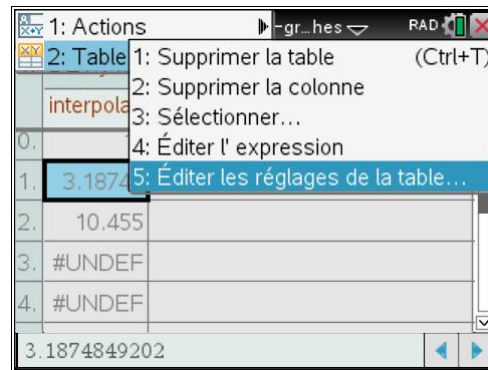 1: Actions -gr...hes RAD
2: Table 1: Supprimer la table (Ctrl+T)
2: Supprimer la colonne
interpola 3: Sélectionner...
0. 4: Éditer l' expression
1. 3.1874 5: Éditer les réglages de la table...
2. 10.455
3. #UNDEF
4. #UNDEF
3.1874849202